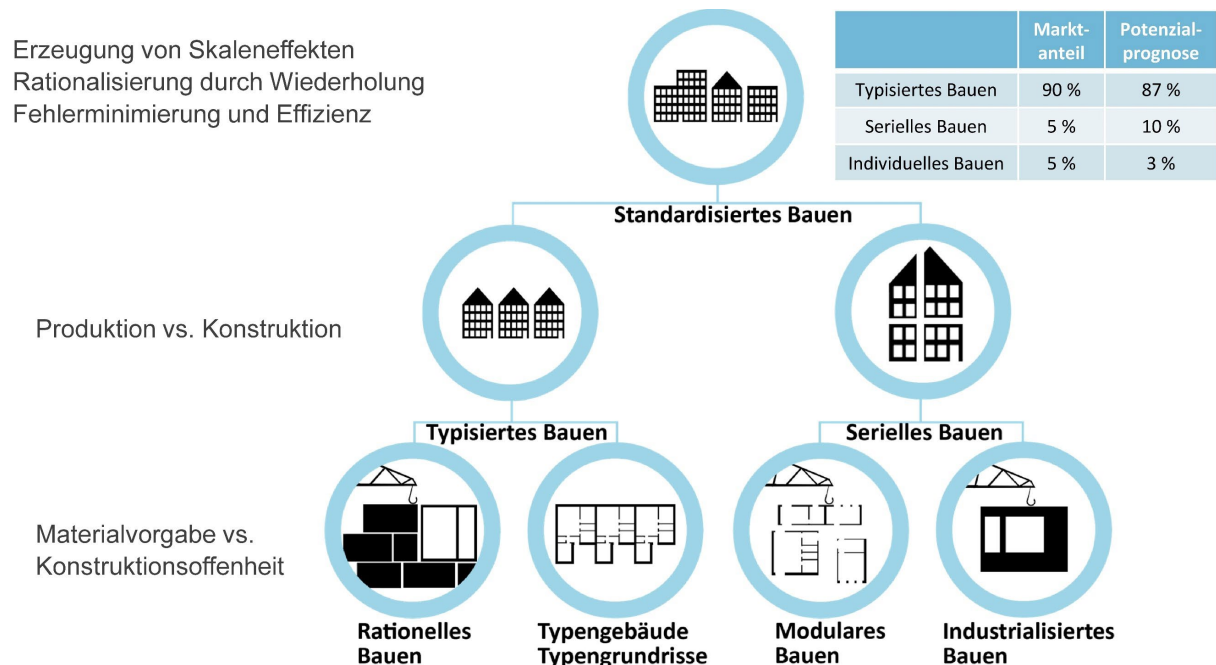 Erzeugung von Skaleneffekten
Rationalisierung durch Wiederholung
Fehlerminimierung und Effizienz
Markt-
anteil
Potenzial-
prognose
Typisiertes Bauen 90 % 87 %
Serielles Bauen 5 % 10 %
Individuelles Bauen 5 % 3 %
Standardisiertes Bauen
Produktion vs. Konstruktion
Typisiertes Bauen
Serielles Bauen
Materialvorgabe vs.
Konstruktionsoffenheit
Rationelles
Bauen
Typengebäude
Typengrundrisse
Modulares
Bauen
Industrialisiertes
Bauen